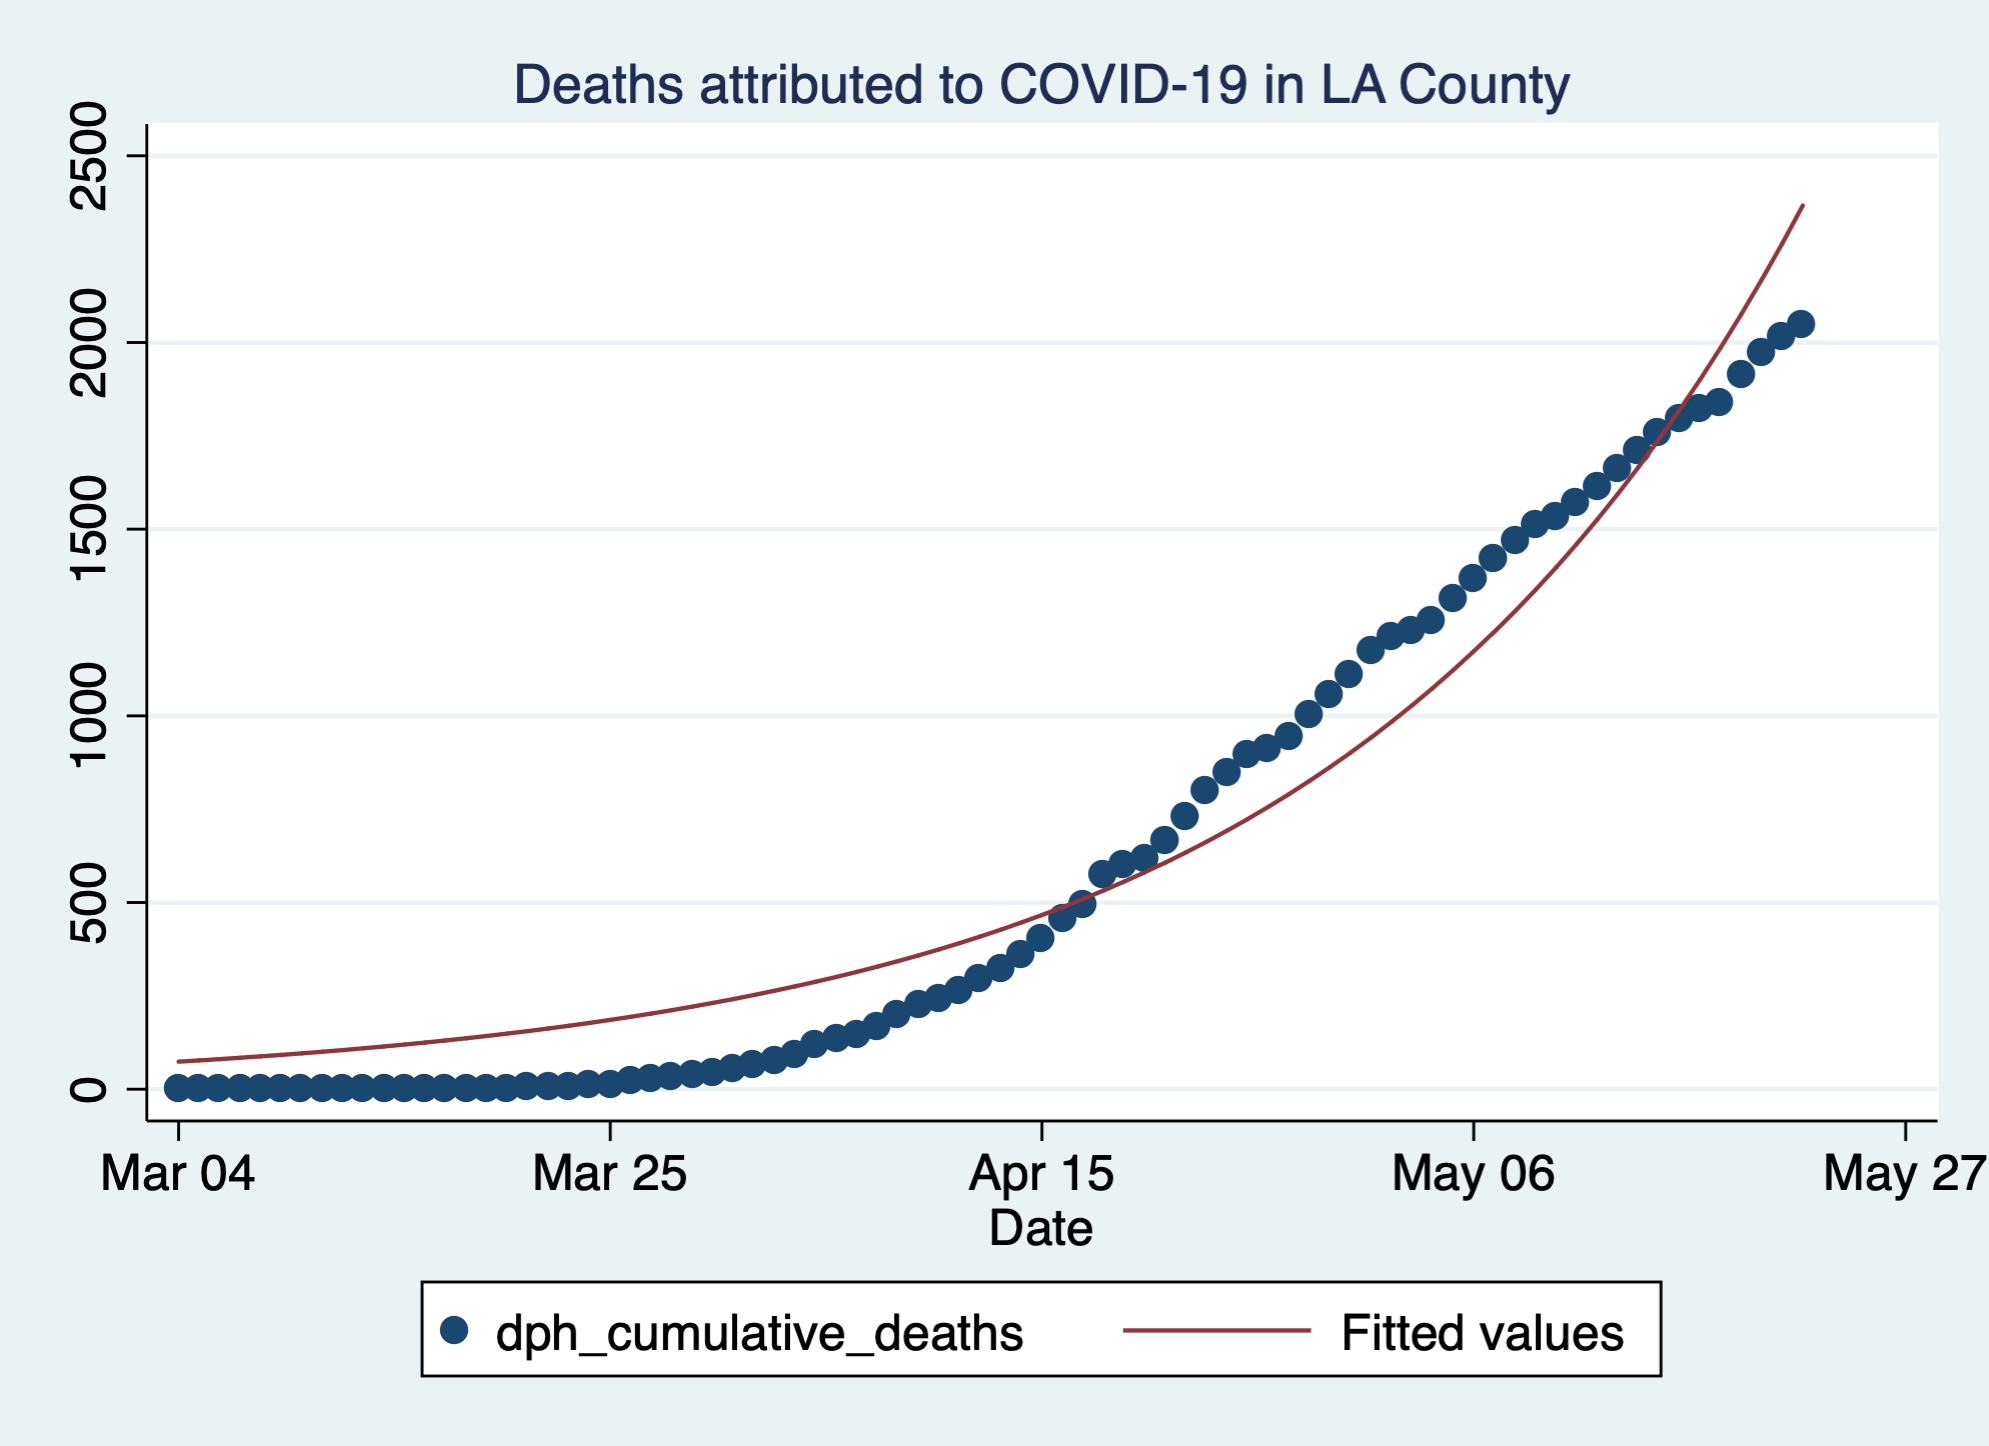 Deaths attributed to COVID-19 in LA County
2500
2000
1500
1000
500
0
Mar 04 Mar 25 Apr 15 May 06 May 27
Date
dph_cumulative_deaths Fitted values